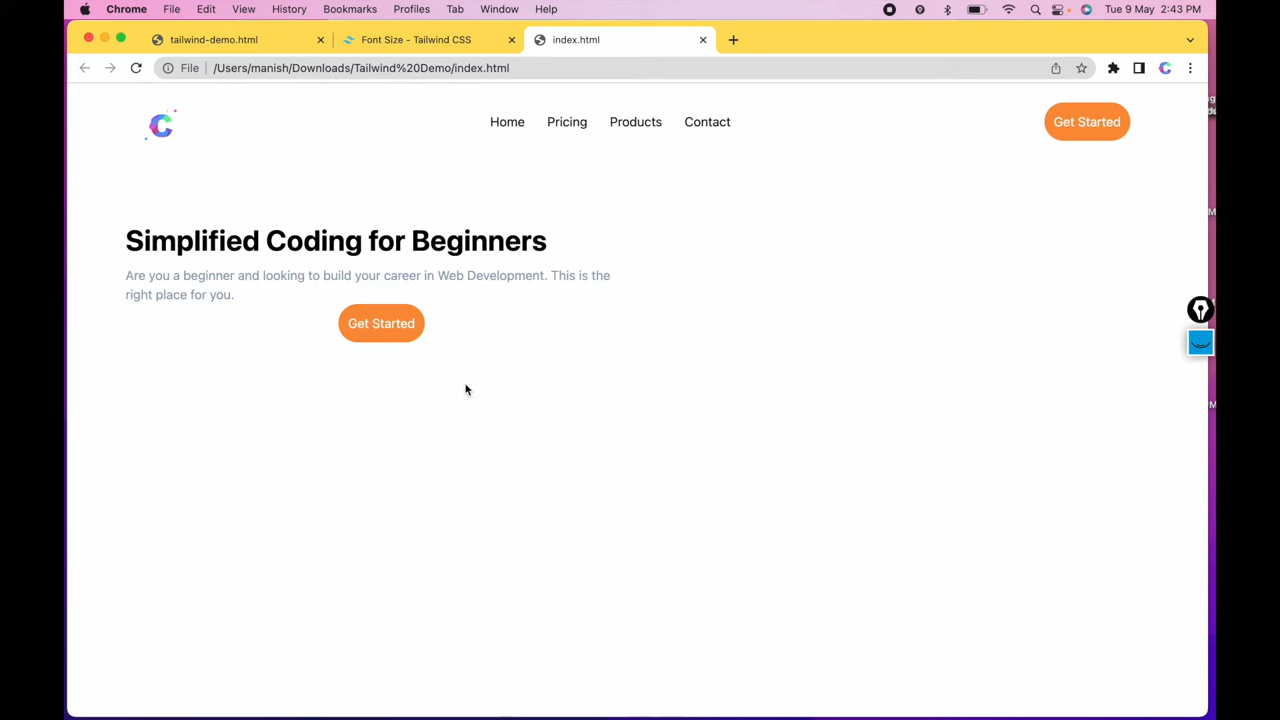 Chrome File Edit View History Bookmarks Profiles Tab Window Help Tue 9 May 2:43 PM
tailwind-demo.html Font Size - Tailwind CSS index.html
File /Users/manish/Downloads/Tailwind%20Demo/index.html
Home Pricing Products Contact Get Started
Simplified Coding for Beginners
Are you a beginner and looking to build your career in Web Development. This is the
right place for you.
Get Started